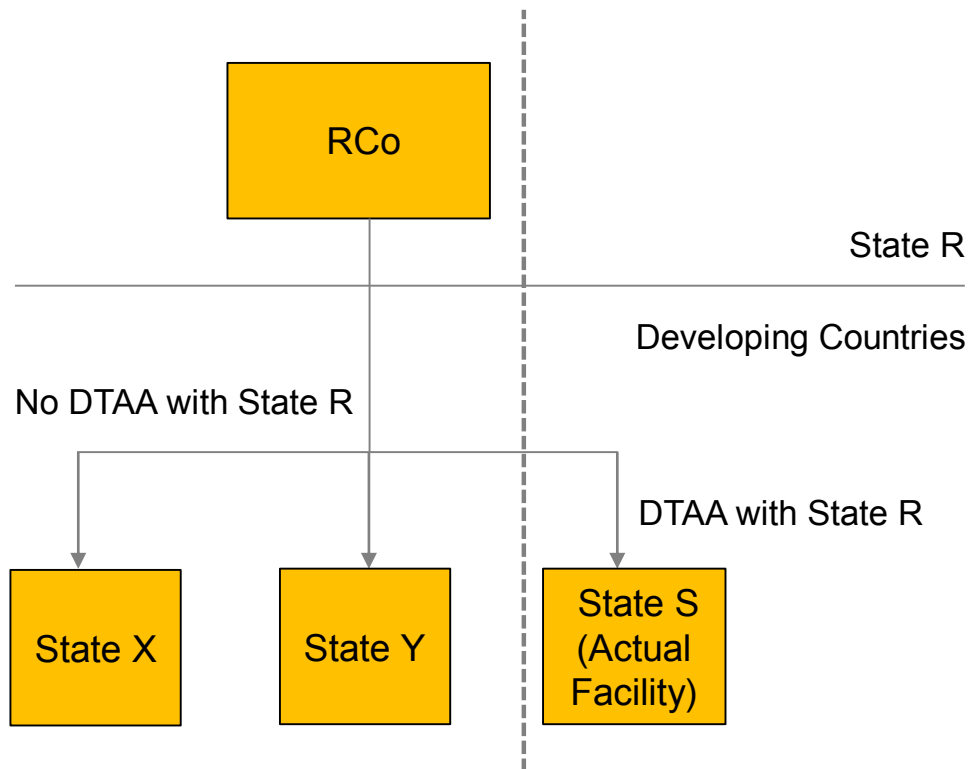 RCo
State R
Developing Countries
No DTAA with State R
DTAA with State R
State X
State Y
State S
(Actual
Facility)